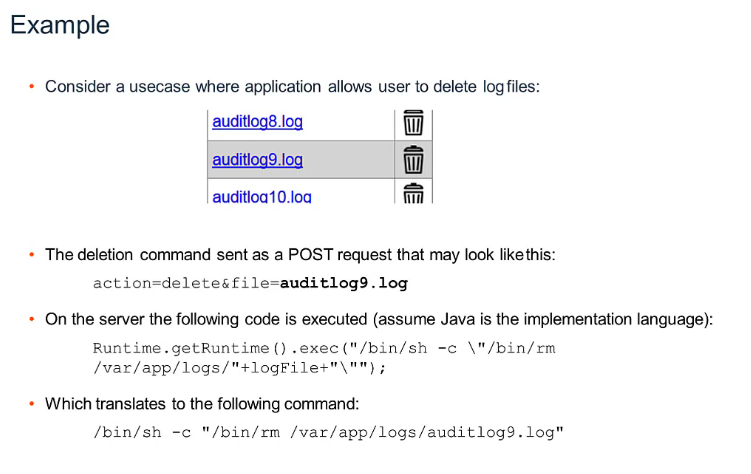 Example
• Consider a usecase where application allows user to delete log files:
auditlog8.log
auditlog9.log
auditlog10.log
• The deletion command sent as a POST request that may look like this:
action=delete&file=auditlog9.log
• On the server the following code is executed (assume Java is the implementation language):
Runtime.getRuntime().exec("/bin/sh -c \"/bin/rm
/var/app/logs/"+logFile+"\"");
• Which translates to the following command:
/bin/sh -c "/bin/rm /var/app/logs/auditlog9.log"